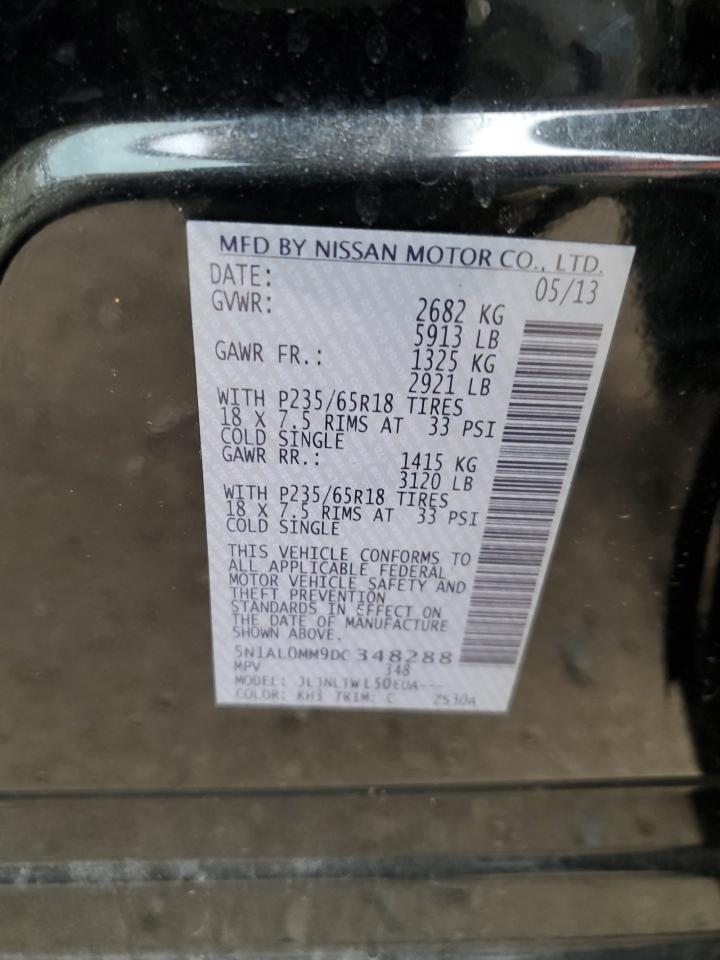 MFD BY NISSAN MOTOR CO., LTD.
DATE: 05/13
GVWR: 2682 KG
5913 LB
GAWR FR.: 1325 KG
2921 LB
WITH P235/65R18 TIRES
18 X 7.5 RIMS AT 33 PSI
COLD SINGLE
GAWR RR.: 1415 KG
3120 LB
WITH P235/65R18 TIRES
18 X 7.5 RIMS AT 33 PSI
COLD SINGLE
THIS VEHICLE CONFORMS TO
ALL APPLICABLE FEDERAL
MOTOR VEHICLE SAFETY AND
THEFT PREVENTION
STANDARDS IN EFFECT ON
THE DATE OF MANUFACTURE
SHOWN ABOVE.
5N1AL0MM9DC 348288
MPV 348
MODEL: JLJNLTWL50EUA---
COLOR: KH3 TRIM: C